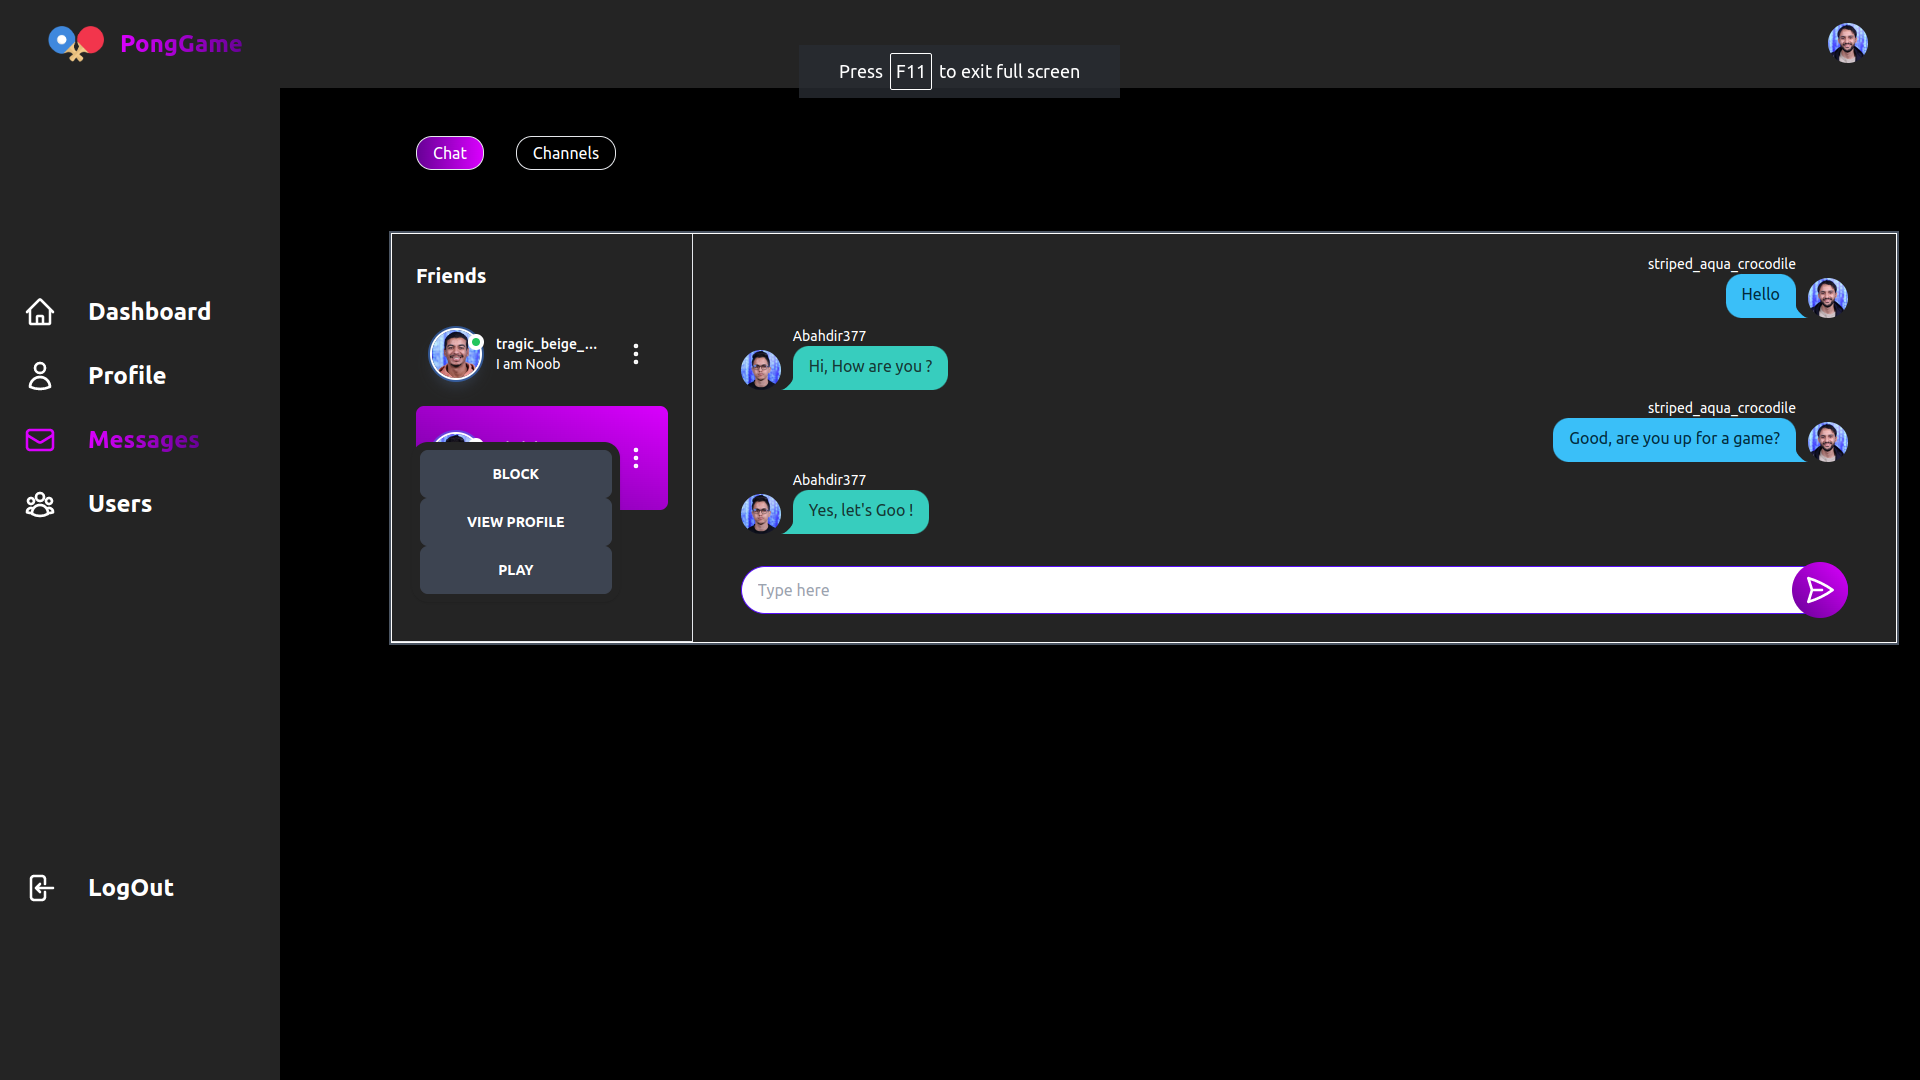 PongGame
Press F11 to exit full screen
Chat
Channels
Dashboard
Profile
Messages
Users
LogOut
Friends
tragic_beige_...
I am Noob
BLOCK
VIEW PROFILE
PLAY
striped_aqua_crocodile
Hello
Abahdir377
Hi, How are you ?
striped_aqua_crocodile
Good, are you up for a game?
Abahdir377
Yes, let's Goo !
Type here